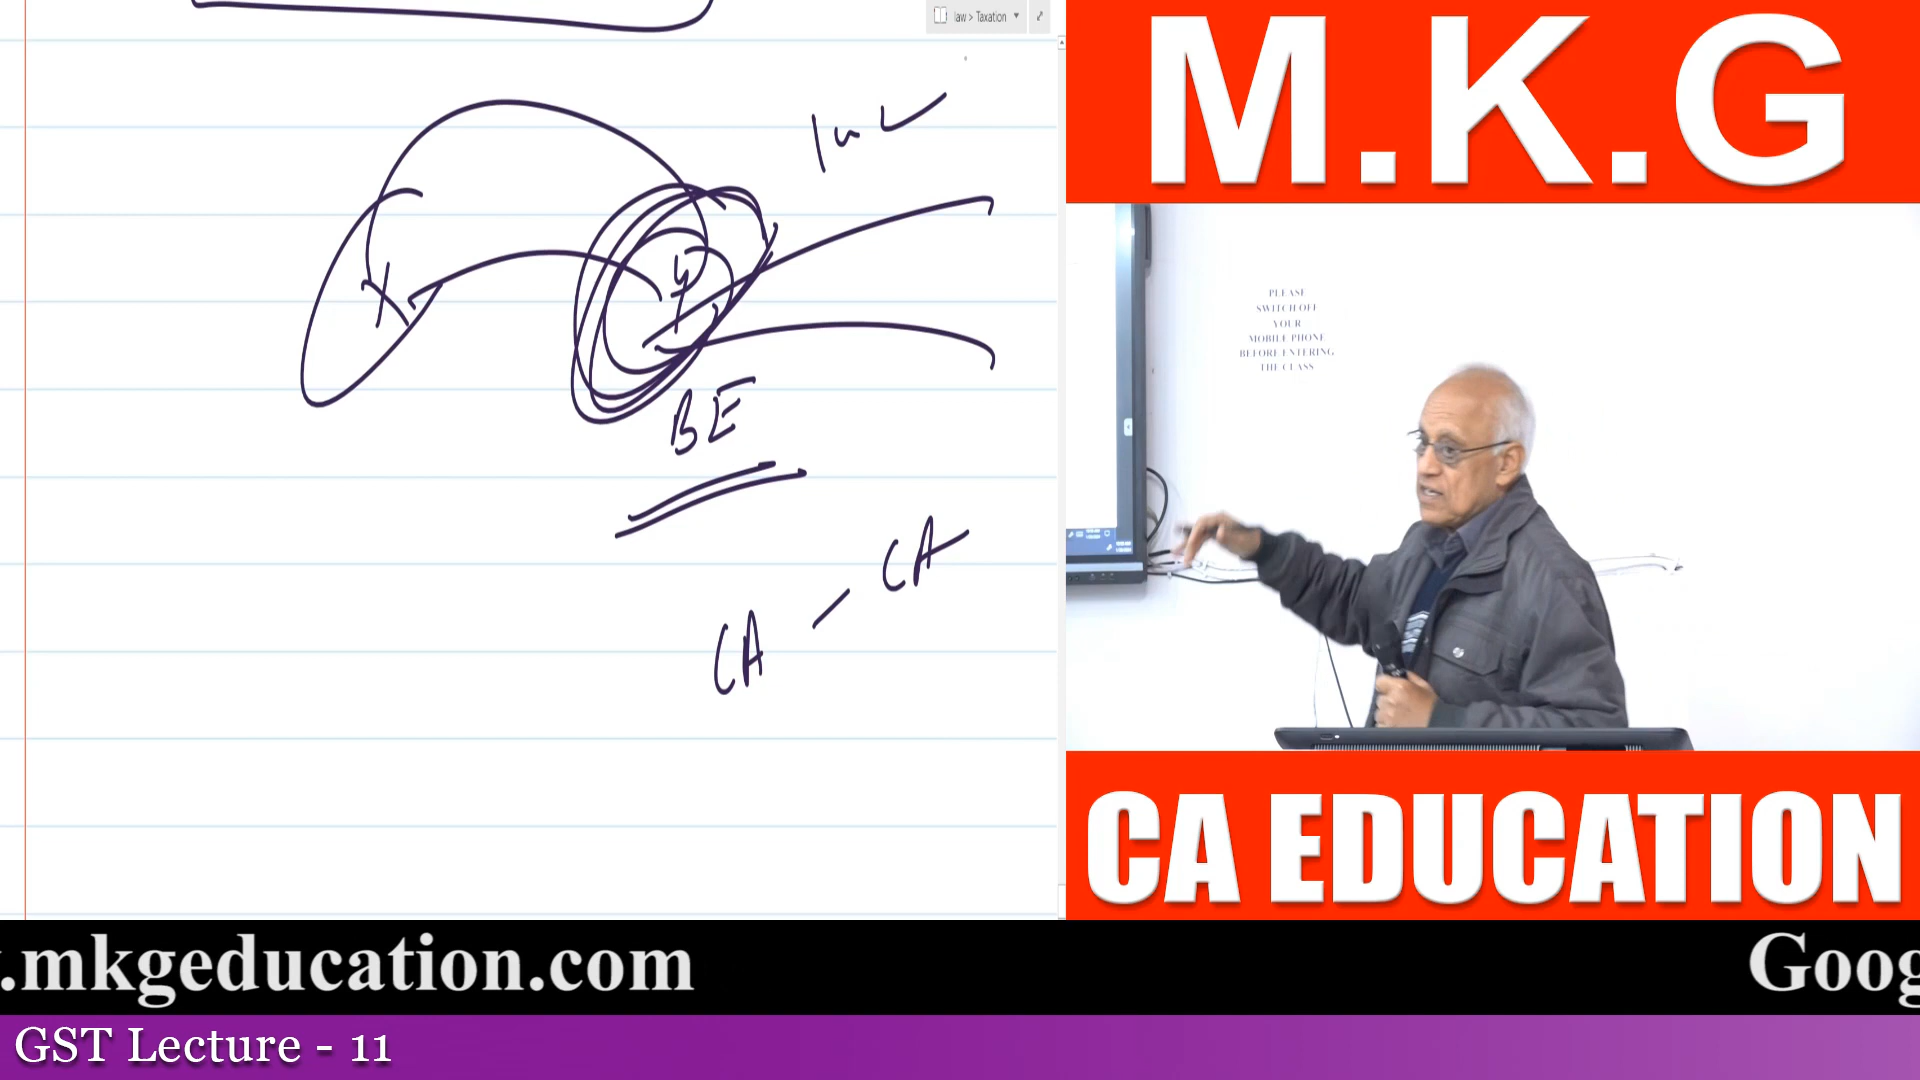 law > Taxation
M.K.G
X
y
BE
CA - CA
PLEASE
SWITCH OFF
YOUR
MOBILE PHONE
BEFORE ENTERING
THE CLASS
CA EDUCATION
.mkgeducation.com
Goog
GST Lecture - 11